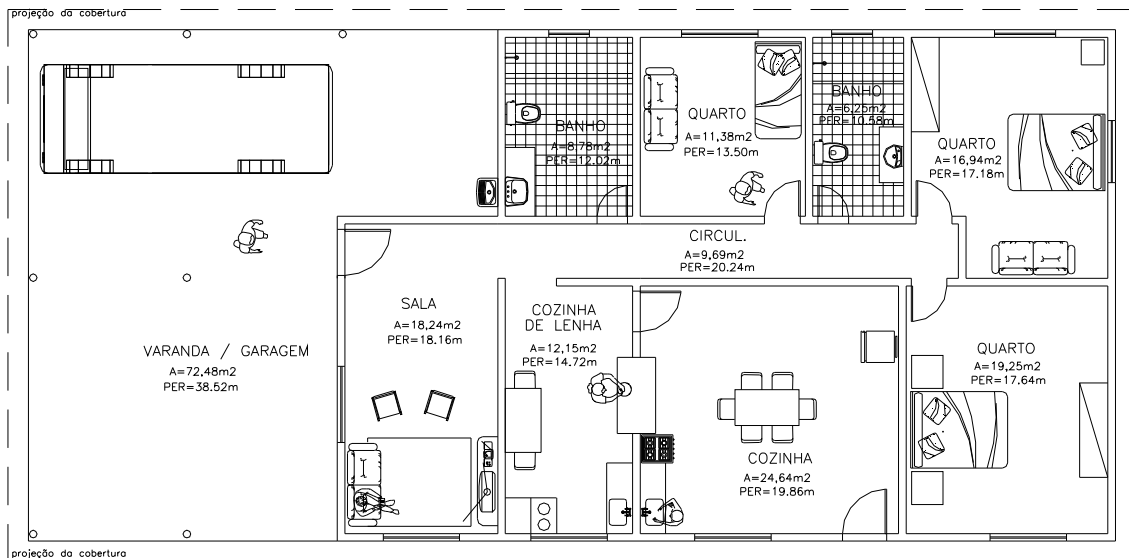 projeção da cobertura
BANHO
A=8.78m2
PER=12.02m
QUARTO
A=11,38m2
PER=13.50m
BANHO
A=6,25m2
PER=10.58m
QUARTO
A=16,94m2
PER=17.18m
CIRCUL.
A=9,69m2
PER=20.24m
SALA
A=18,24m2
PER=18.16m
COZINHA
DE LENHA
A=12,15m2
PER=14.72m
VARANDA / GARAGEM
A=72,48m2
PER=38.52m
QUARTO
A=19,25m2
PER=17.64m
COZINHA
A=24,64m2
PER=19.86m
projeção da cobertura